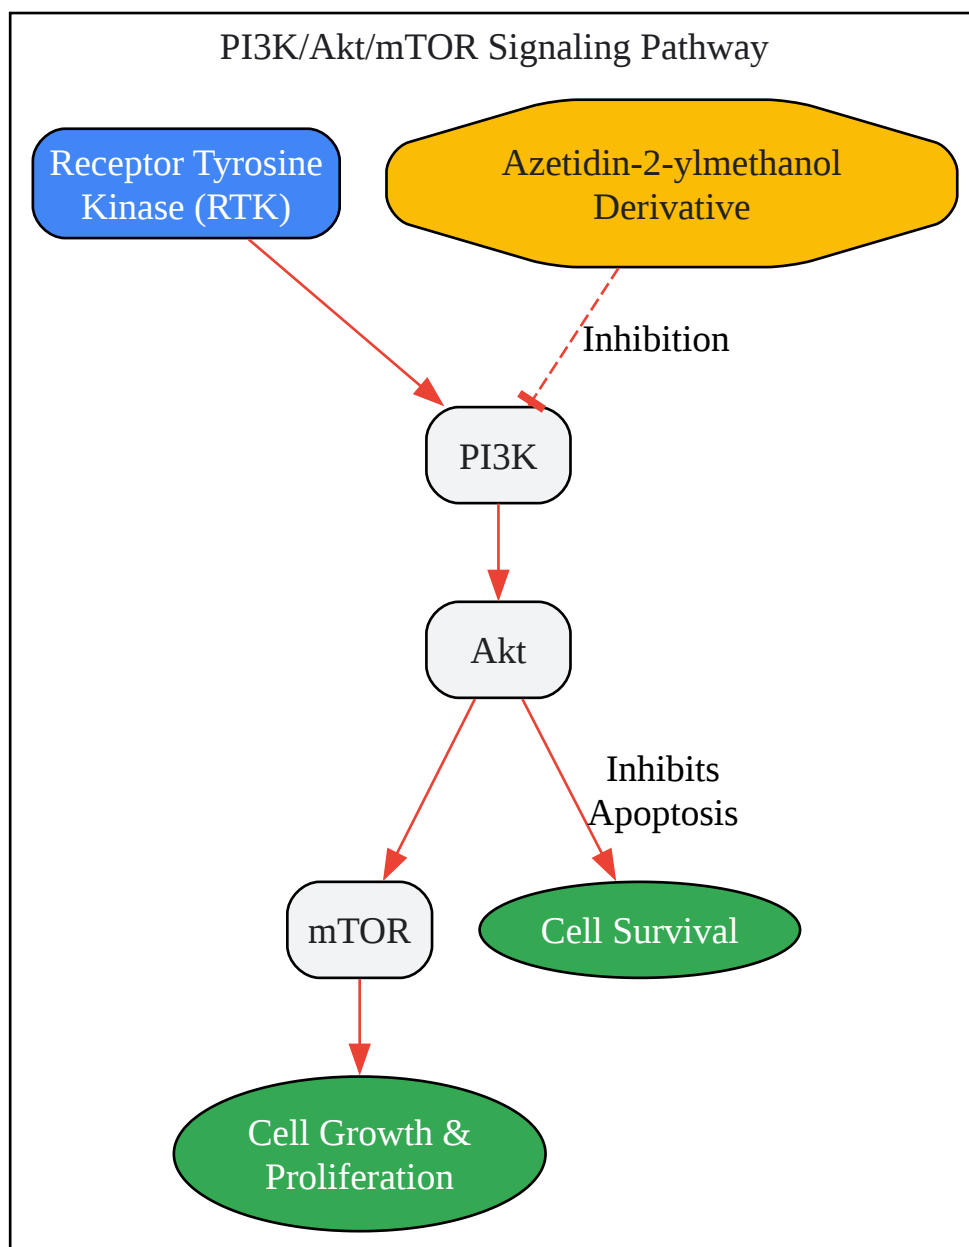 PI3K/Akt/mTOR Signaling Pathway
Receptor Tyrosine
Kinase (RTK)
Azetidin-2-ylmethanol
Derivative
Inhibition
PI3K
Akt
Inhibits
Apoptosis
mTOR
Cell Survival
Cell Growth &
Proliferation